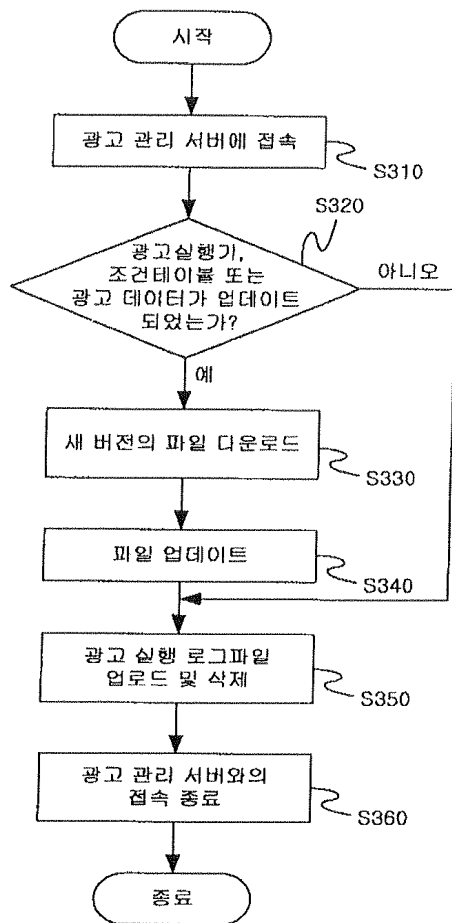 시작
광고 관리 서버에 접속
S310
S320
광고실행기,
조건테이블 또는
광고 데이터가 업데이트
되었는가?
아니오
예
새 버전의 파일 다운로드
S330
파일 업데이트
S340
광고 실행 로그파일
업로드 및 삭제
S350
광고 관리 서버와의
접속 종료
S360
종료